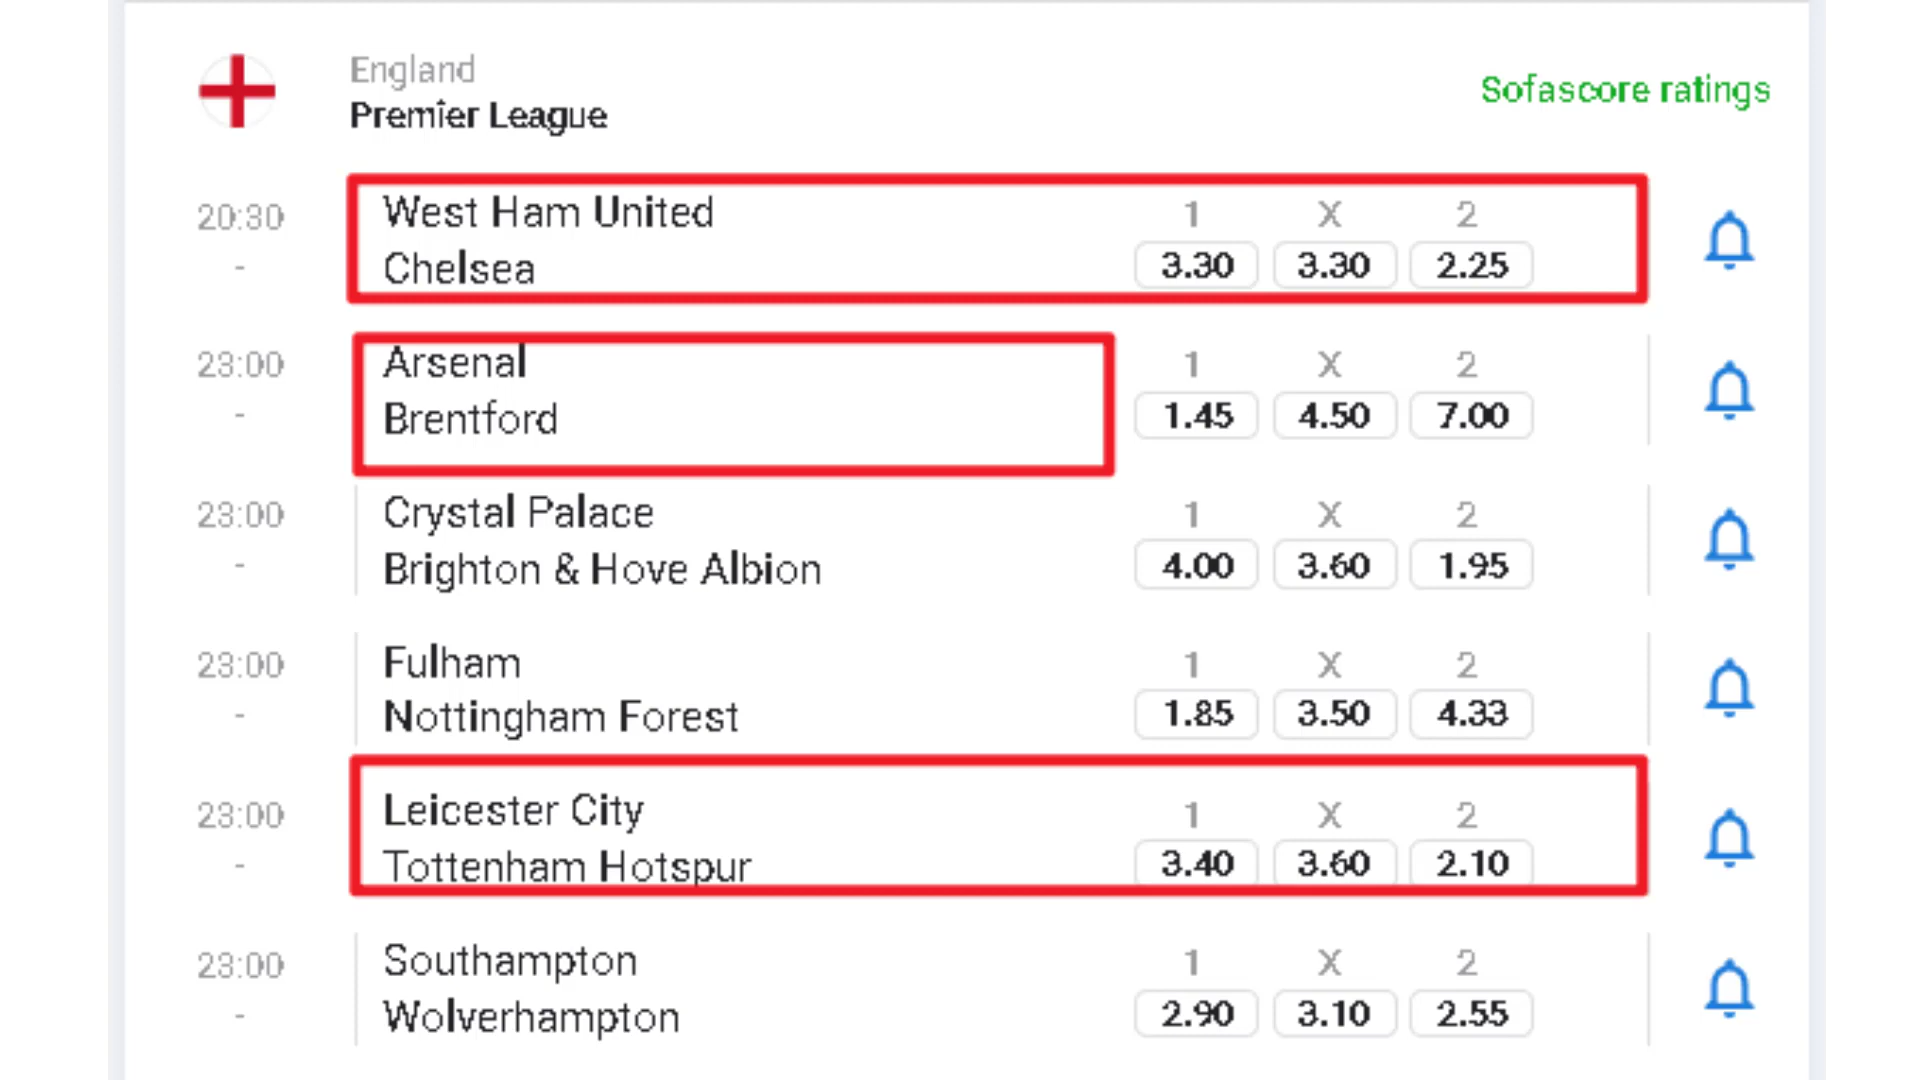 England
Premier League
Sofascore ratings
20:30
-
West Ham United
Chelsea
1 X 2
3.30 3.30 2.25
23:00
-
Arsenal
Brentford
1 X 2
1.45 4.50 7.00
23:00
-
Crystal Palace
Brighton & Hove Albion
1 X 2
4.00 3.60 1.95
23:00
-
Fulham
Nottingham Forest
1 X 2
1.85 3.50 4.33
23:00
-
Leicester City
Tottenham Hotspur
1 X 2
3.40 3.60 2.10
23:00
-
Southampton
Wolverhampton
1 X 2
2.90 3.10 2.55